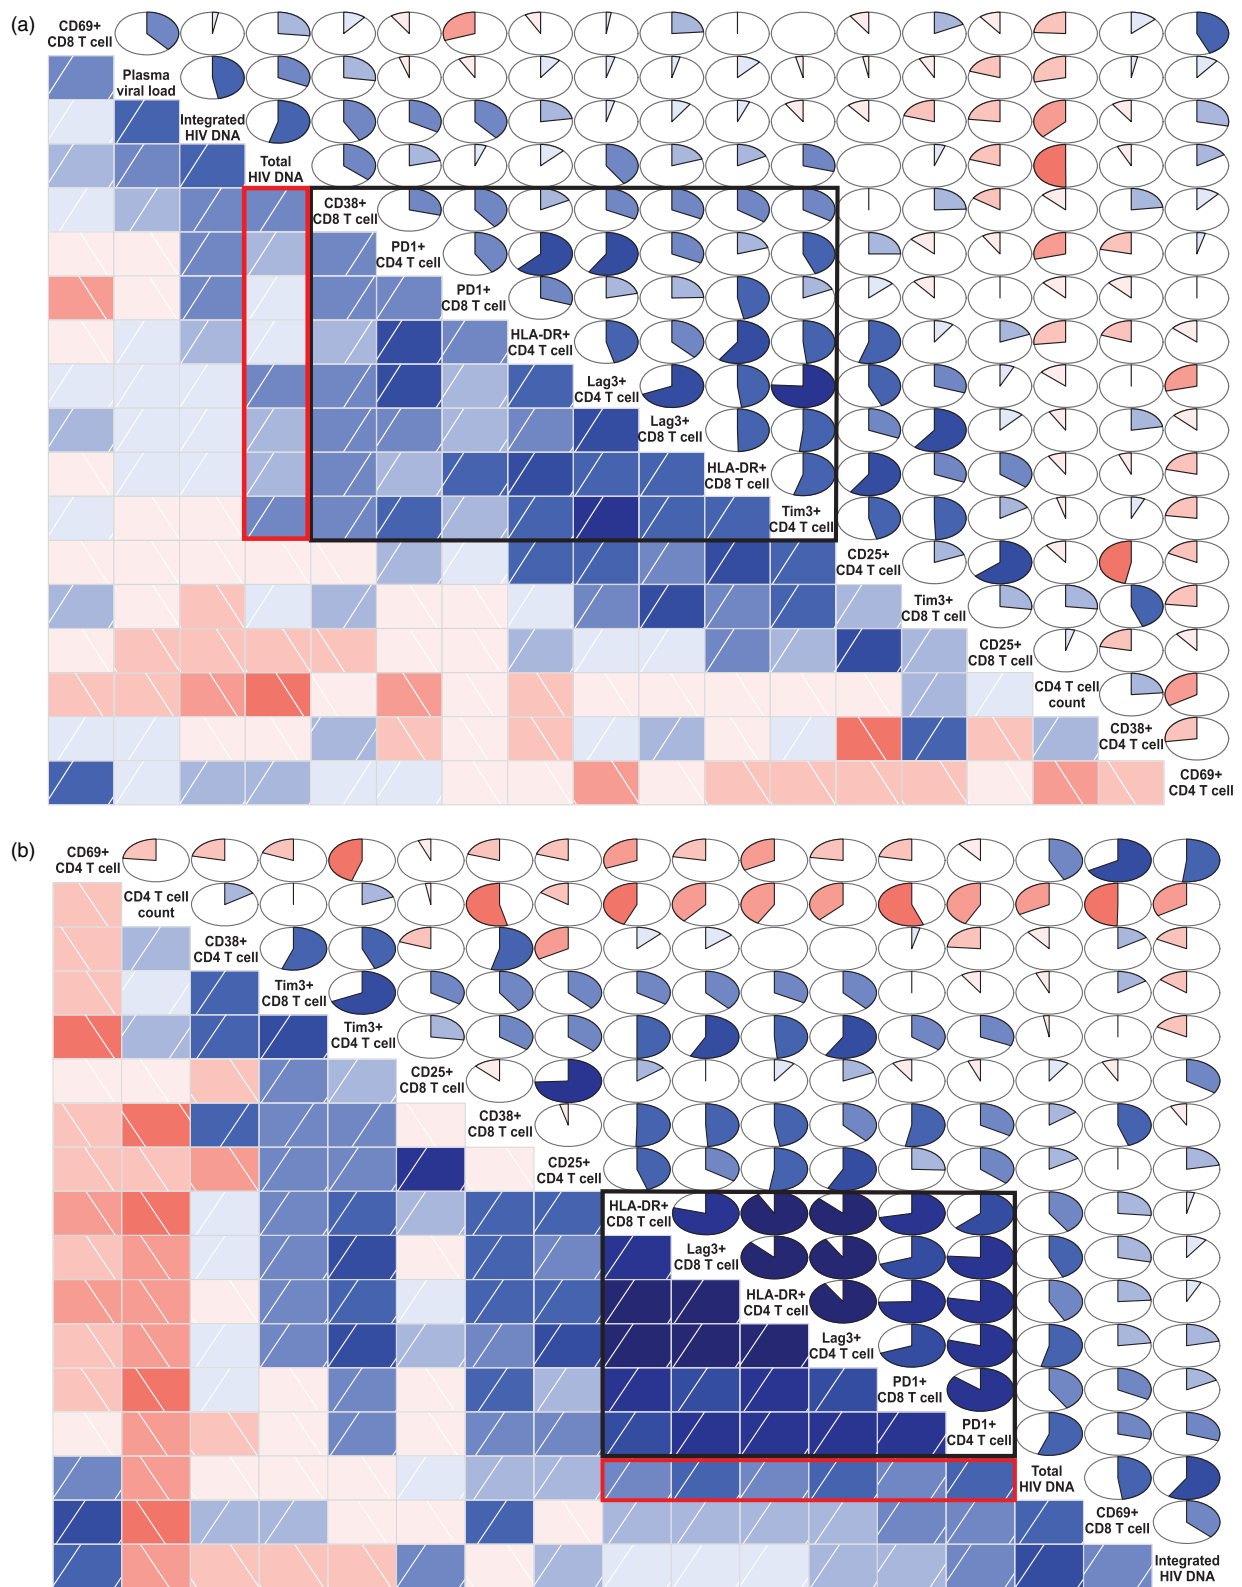 (a)
CD69+
CD8 T cell
Plasma
viral load
Integrated
HIV DNA
Total
HIV DNA
CD38+
CD8 T cell
PD1+
CD4 T cell
PD1+
CD8 T cell
HLA-DR+
CD4 T cell
Lag3+
CD4 T cell
Lag3+
CD8 T cell
HLA-DR+
CD8 T cell
Tim3+
CD4 T cell
CD25+
CD4 T cell
Tim3+
CD8 T cell
CD25+
CD8 T cell
CD4 T cell
count
CD38+
CD4 T cell
CD69+
CD4 T cell
(b)
CD69+
CD4 T cell
CD4 T cell
count
CD38+
CD4 T cell
Tim3+
CD8 T cell
Tim3+
CD4 T cell
CD25+
CD8 T cell
CD38+
CD8 T cell
CD25+
CD4 T cell
HLA-DR+
CD8 T cell
Lag3+
CD8 T cell
HLA-DR+
CD4 T cell
Lag3+
CD4 T cell
PD1+
CD8 T cell
PD1+
CD4 T cell
Total
HIV DNA
CD69+
CD8 T cell
Integrated
HIV DNA